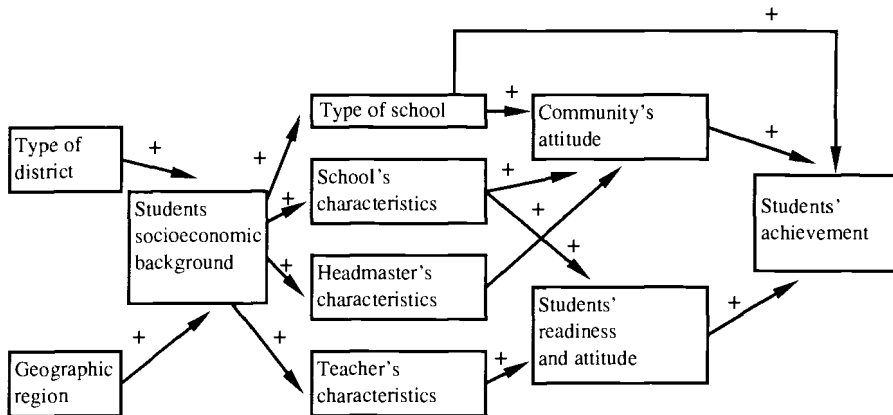 +
Type of school
+
Community's
attitude
+
Type of
district
+
+
School's
characteristics
+
+
Students
socioeconomic
background
+
Students'
achievement
+
+
Headmaster's
characteristics
+
Students'
readiness
and attitude
+
+
+
Geographic
region
Teacher's
characteristics
+